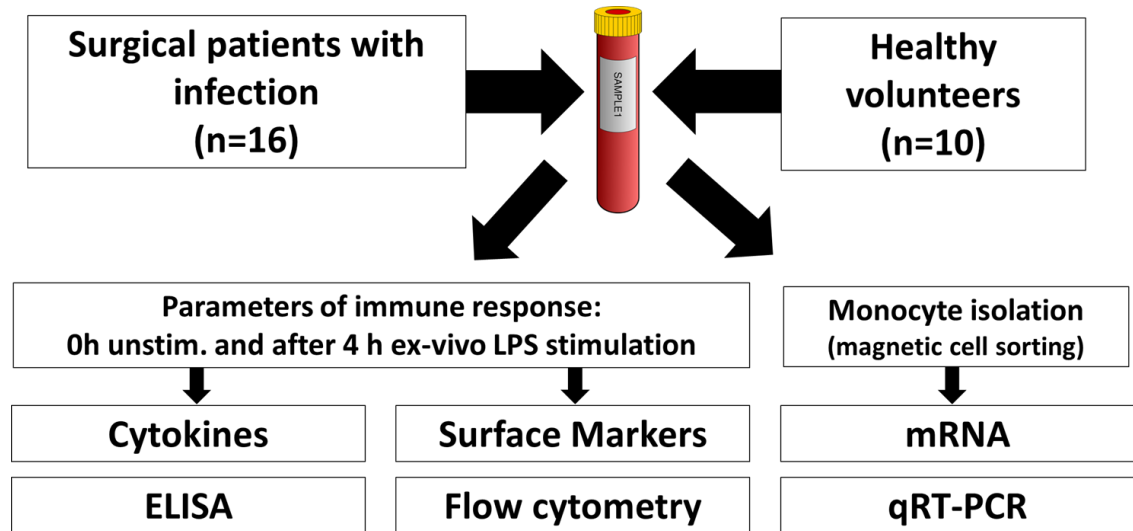 Surgical patients with
infection
(n=16)
SAMPLE1
Healthy
volunteers
(n=10)
Parameters of immune response:
0h unstim. and after 4 h ex-vivo LPS stimulation
Monocyte isolation
(magnetic cell sorting)
Cytokines
Surface Markers
mRNA
ELISA
Flow cytometry
qRT-PCR